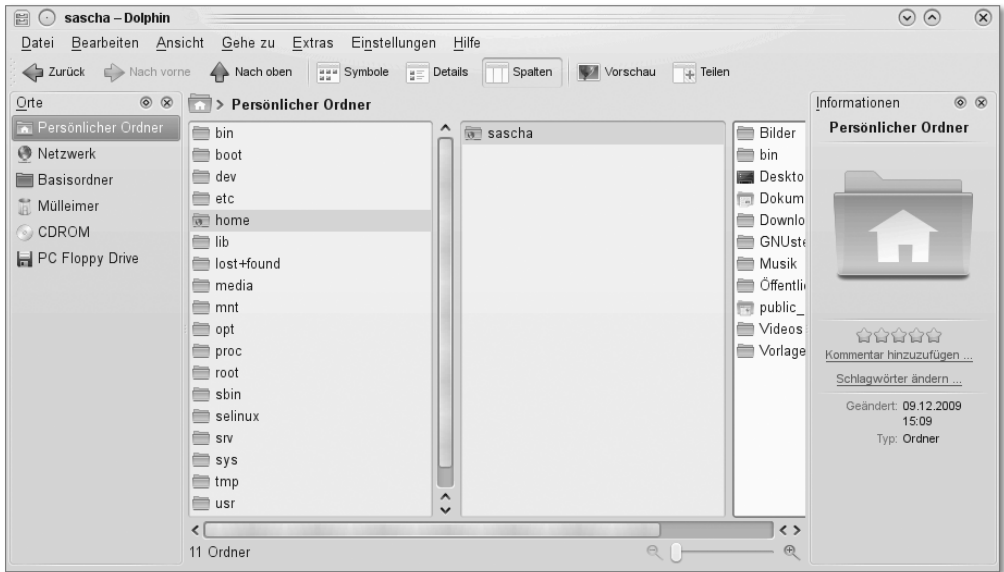 sascha – Dolphin
Datei Bearbeiten Ansicht Gehe zu Extras Einstellungen Hilfe
Zurück Nach vorne Nach oben Symbole Details Spalten Vorschau Teilen
Orte
Persönlicher Ordner
Netzwerk
Basisordner
Mülleimer
CDROM
PC Floppy Drive
> Persönlicher Ordner
bin
boot
dev
etc
home
lib
lost+found
media
mnt
opt
proc
root
sbin
selinux
srv
sys
tmp
usr
sascha
Bilder
bin
Deskto
Dokum
Downlo
GNUste
Musik
Öffentli
public_
Videos
Vorlage
11 Ordner
Informationen
Persönlicher Ordner
Kommentar hinzuzufügen ...
Schlagwörter ändern ...
Geändert: 09.12.2009
15:09
Typ: Ordner